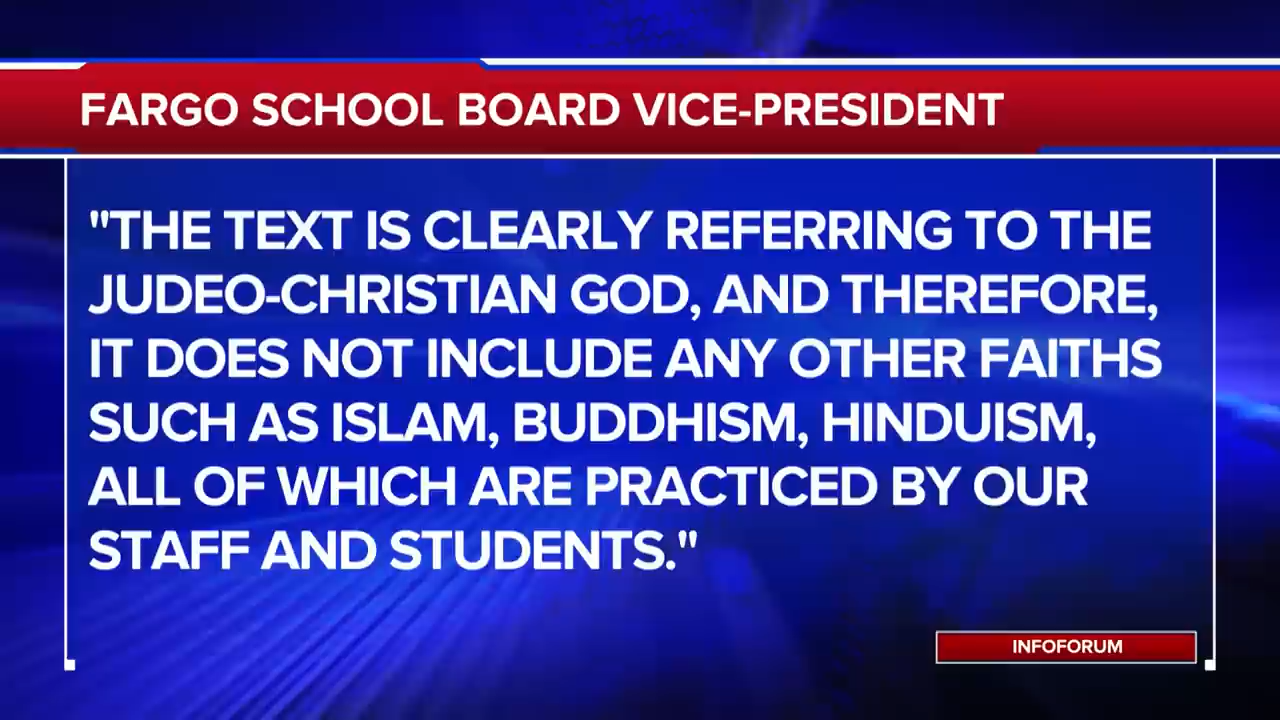 FARGO SCHOOL BOARD VICE-PRESIDENT
"THE TEXT IS CLEARLY REFERRING TO THE
JUDEO-CHRISTIAN GOD, AND THEREFORE,
IT DOES NOT INCLUDE ANY OTHER FAITHS
SUCH AS ISLAM, BUDDHISM, HINDUISM,
ALL OF WHICH ARE PRACTICED BY OUR
STAFF AND STUDENTS."
INFOFORUM